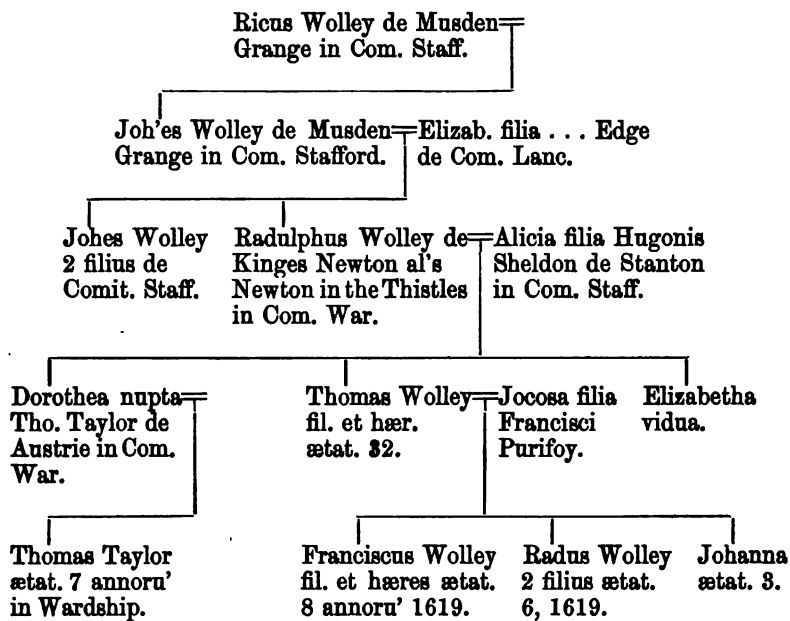 Ricus Wolley de Musden
Grange in Com. Staff.
Joh'es Wolley de Musden
Grange in Com. Stafford.
Elizab. filia . . . Edge
de Com. Lanc.
Johes Wolley
2 filius de
Comit. Staff.
Radulphus Wolley de
Kinges Newton al's
Newton in the Thistles
in Com. War.
Alicia filia Hugonis
Sheldon de Stanton
in Com. Staff.
Dorothea nupta
Tho. Taylor de
Austrie in Com.
War.
Thomas Wolley
fil. et hær.
ætat. 32.
Jocosa filia
Francisci
Purifoy.
Elizabetha
vidua.
Thomas Taylor
ætat. 7 annoru'
in Wardship.
Franciscus Wolley
fil. et hæres ætat.
8 annoru' 1619.
Radus Wolley
2 filius ætat.
6, 1619.
Johanna
ætat. 3.